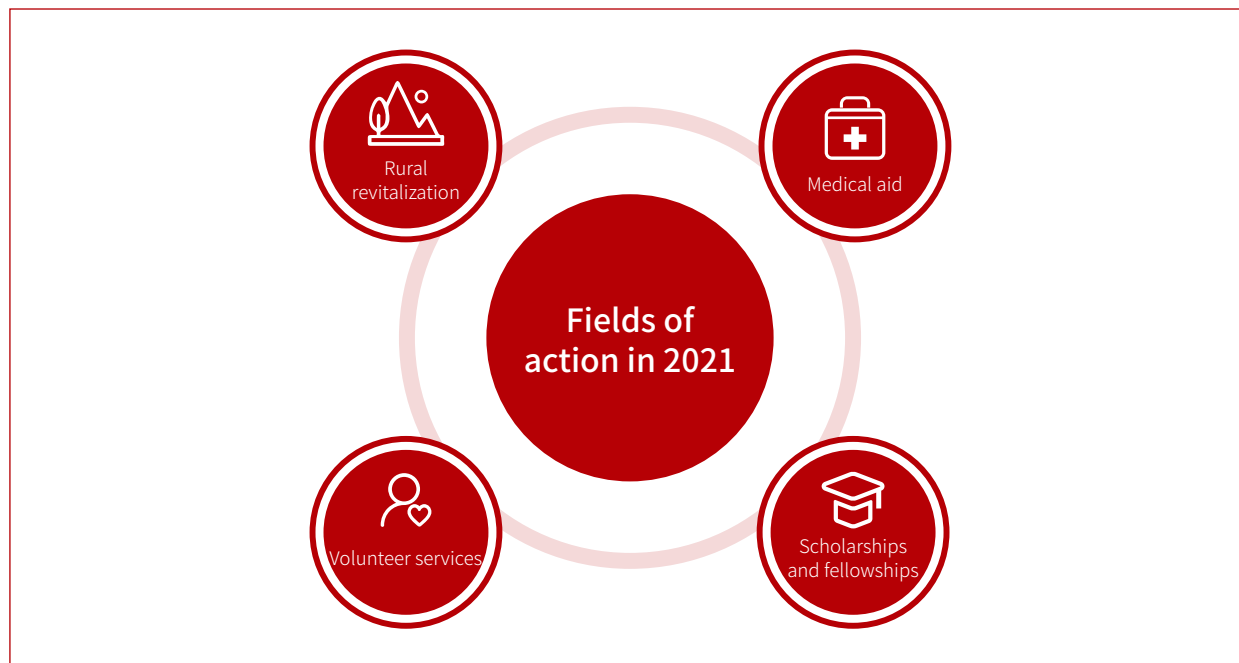 Rural
revitalization
Medical aid
Fields of
action in 2021
Volunteer services
Scholarships
and fellowships